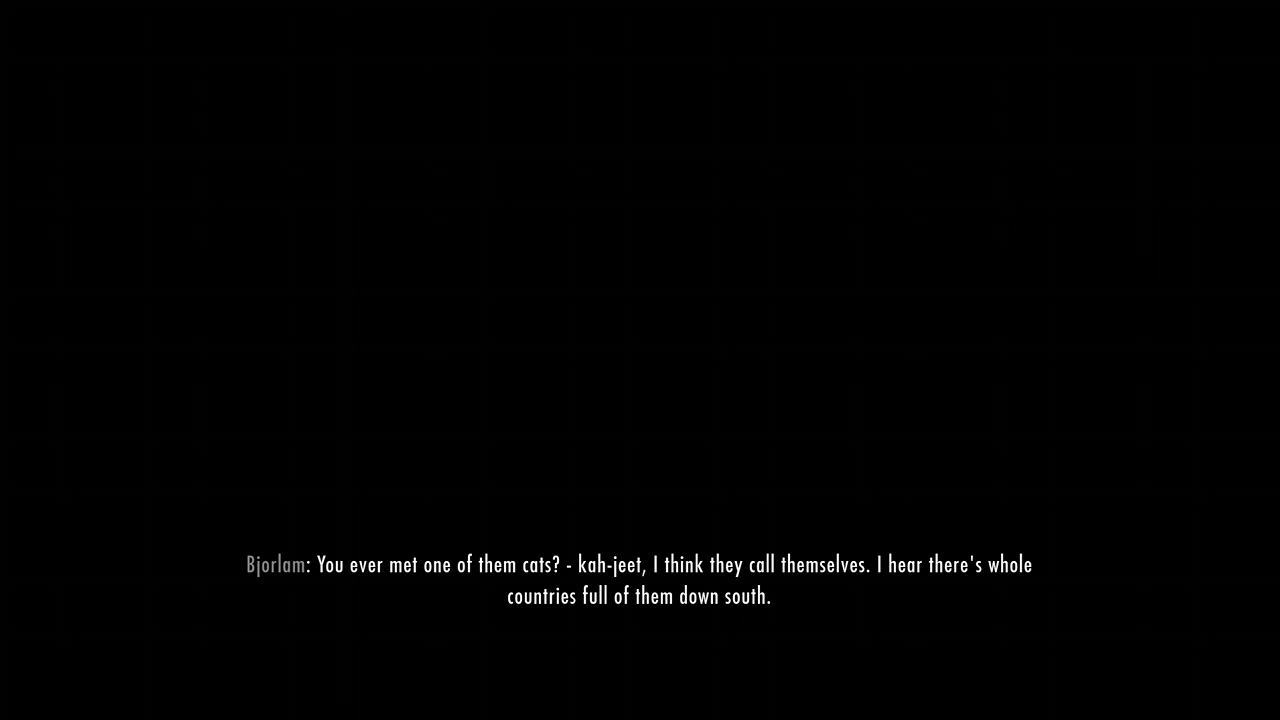 Bjorlam: You ever met one of them cats? - kah-jeet, I think they call themselves. I hear there's whole
countries full of them down south.